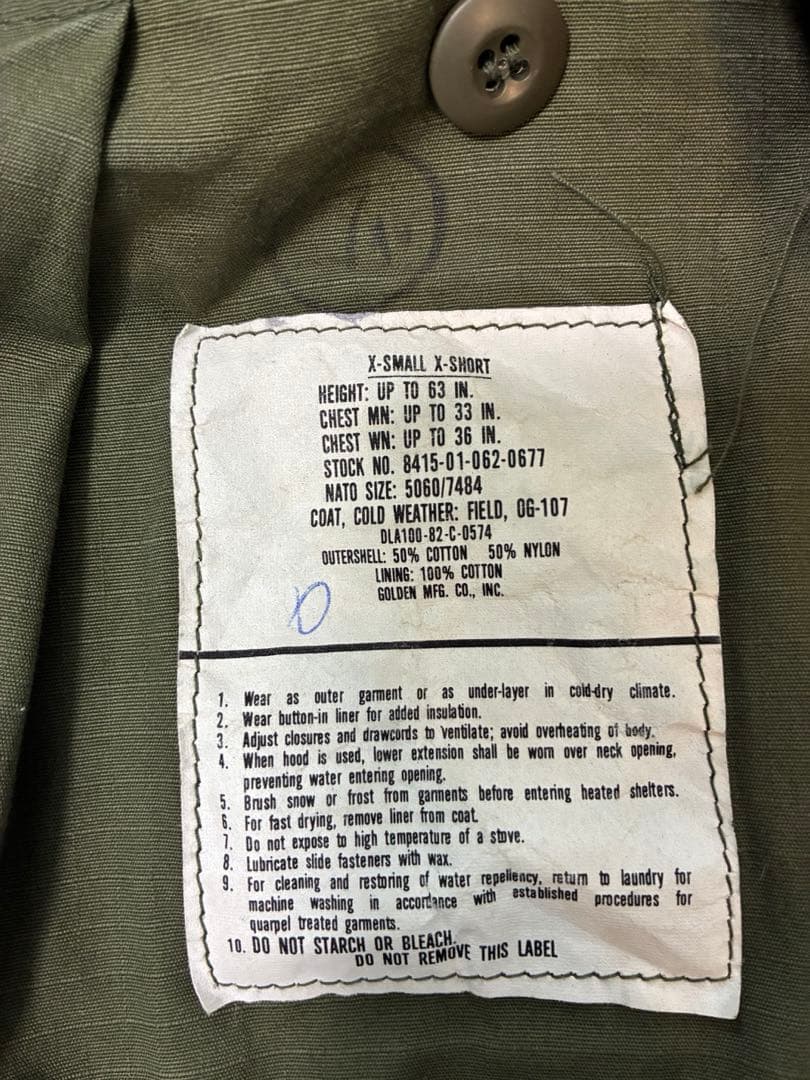 X-SMALL X-SHORT
HEIGHT: UP TO 63 IN.
CHEST MN: UP TO 33 IN.
CHEST WN: UP TO 36 IN.
STOCK NO. 8415-01-062-0677
NATO SIZE: 5060/7484
COAT, COLD WEATHER: FIELD, OG-107
DLA100-82-C-0574
OUTERSHELL: 50% COTTON 50% NYLON
LINING: 100% COTTON
GOLDEN MFG. CO., INC.
1. Wear as outer garment or as under-layer in cold-dry climate.
2. Wear button-in liner for added insulation.
3. Adjust closures and drawcords to ventilate; avoid overheating of body.
4. When hood is used, lower extension shall be worn over neck opening,
preventing water entering opening.
5. Brush snow or frost from garments before entering heated shelters.
6. For fast drying, remove liner from coat.
7. Do not expose to high temperature of a stove.
8. Lubricate slide fasteners with wax.
9. For cleaning and restoring of water repellency, return to laundry for
machine washing in accordance with established procedures for
quarpel treated garments.
10. DO NOT STARCH OR BLEACH.
DO NOT REMOVE THIS LABEL